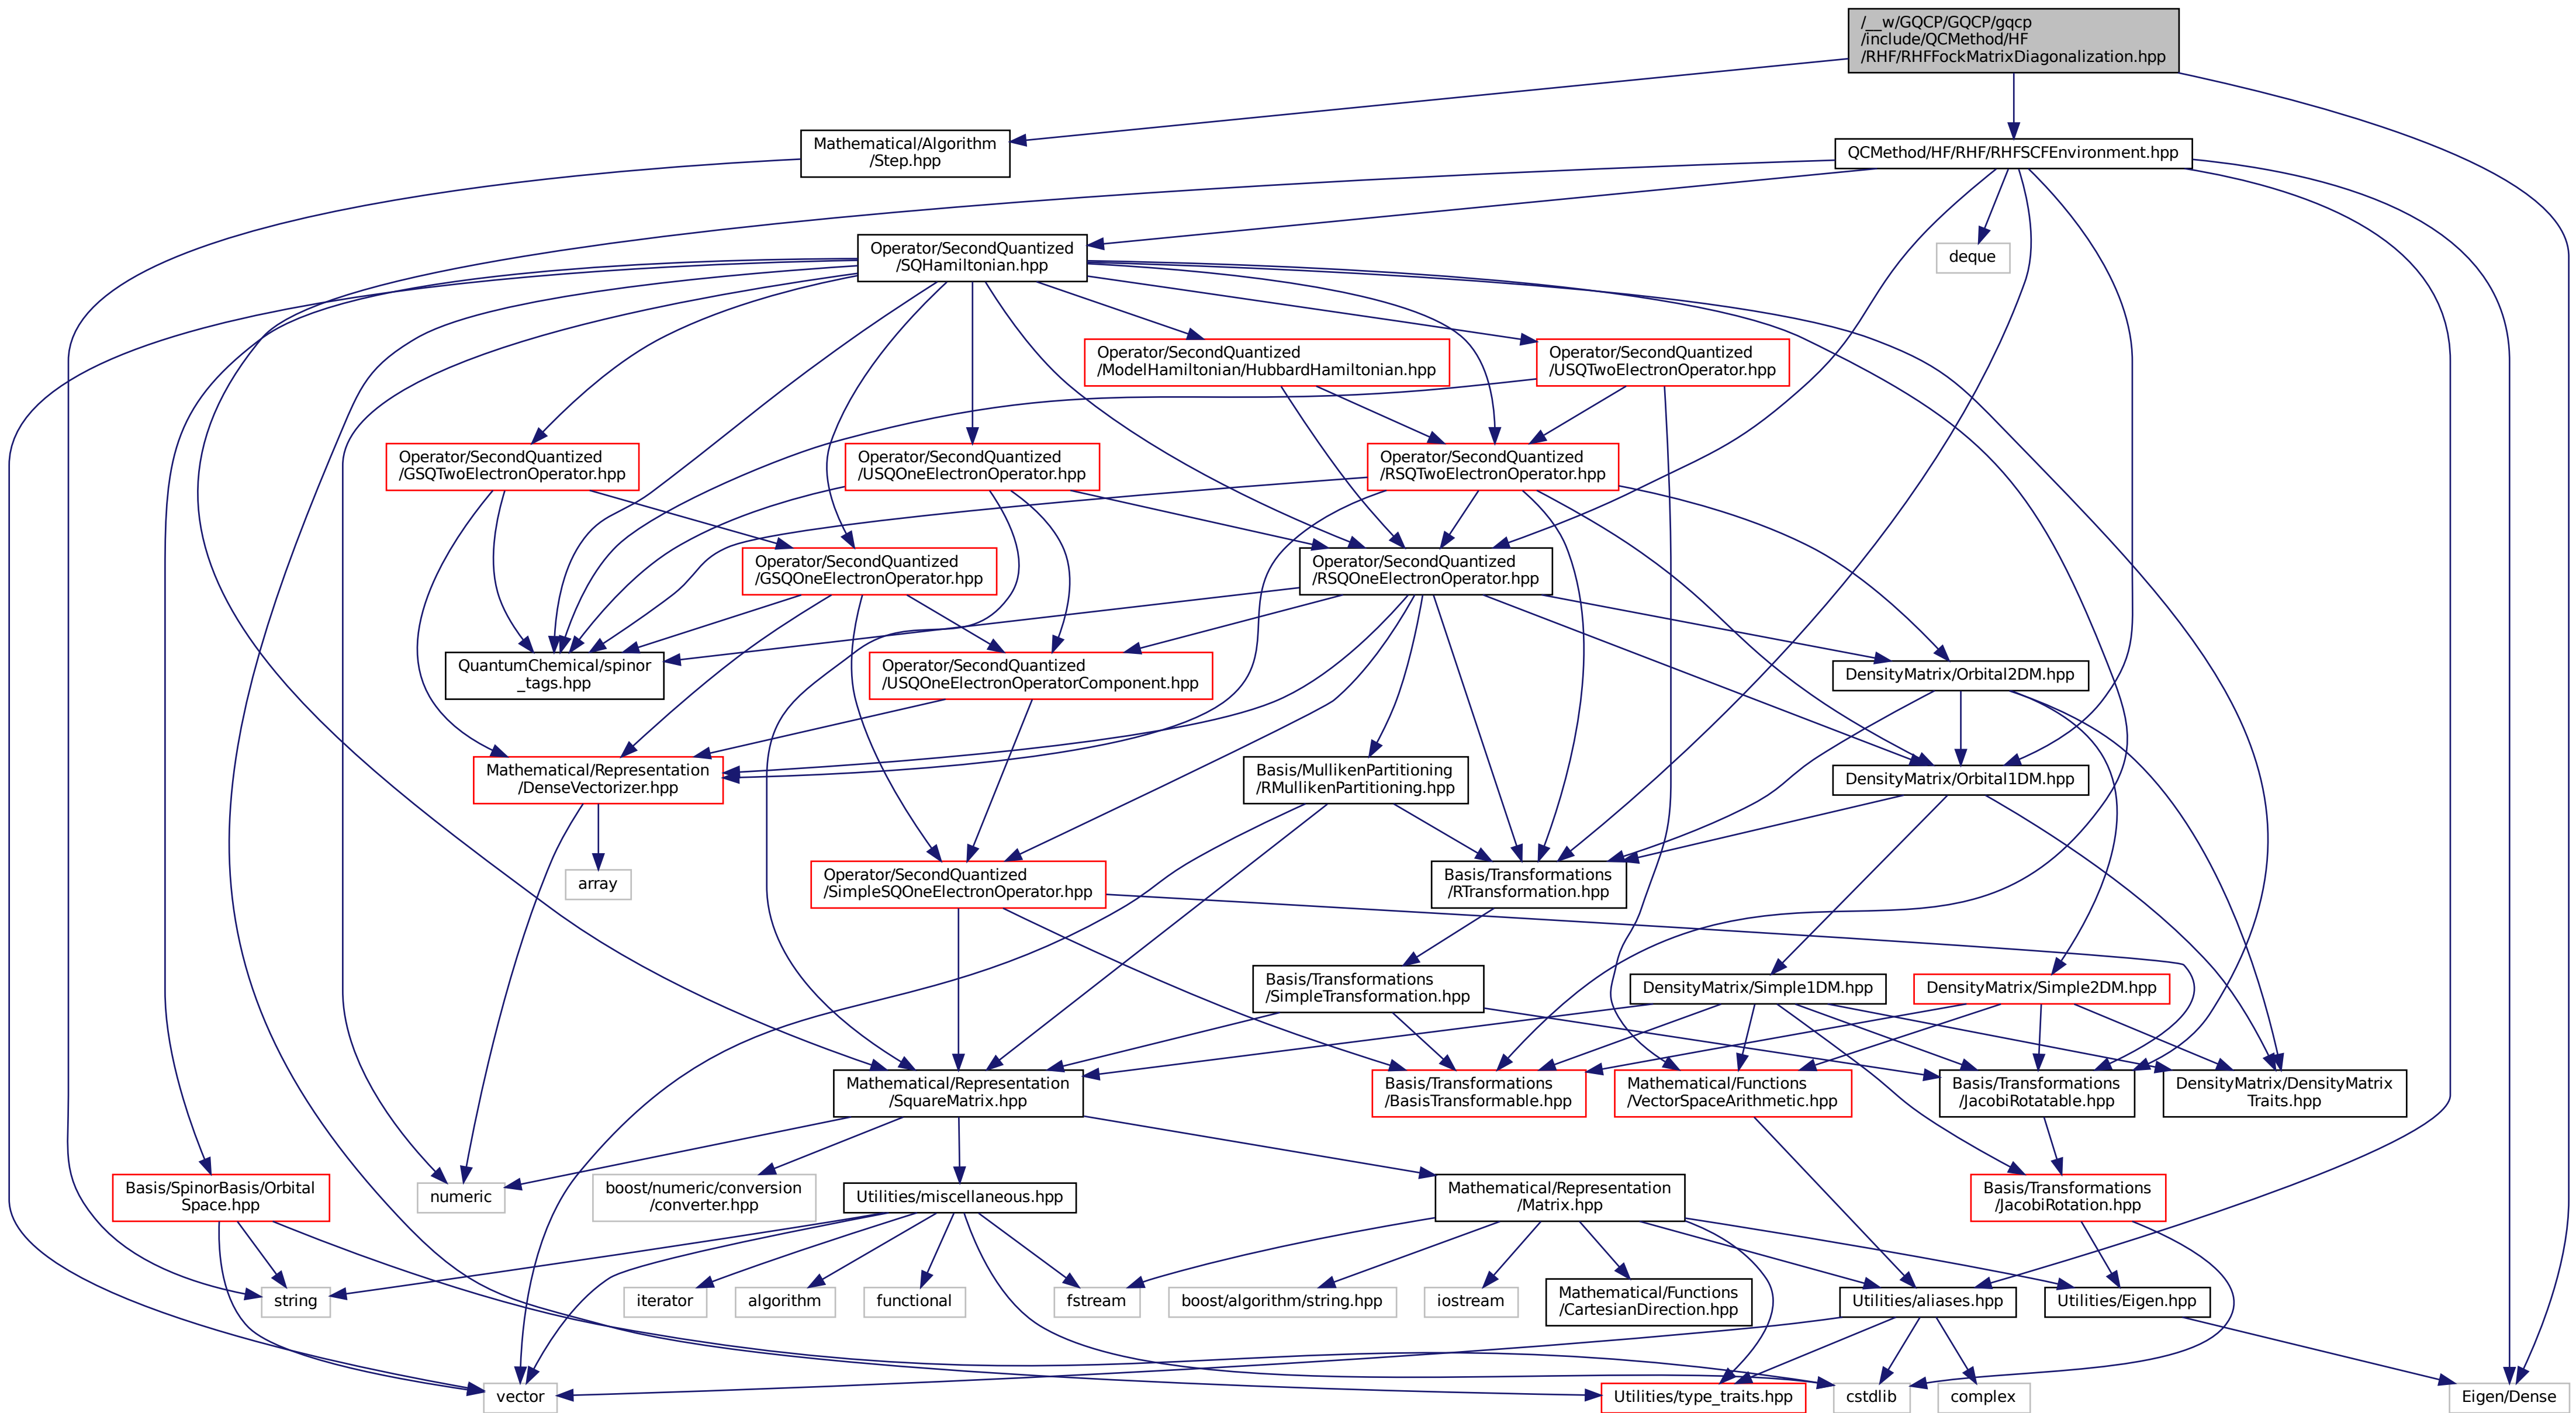 /__w/GQCP/GQCP/gqcp
/include/QCMethod/HF
/RHF/RHFFockMatrixDiagonalization.hpp
Mathematical/Algorithm
/Step.hpp
QCMethod/HF/RHF/RHFSCFEnvironment.hpp
Operator/SecondQuantized
/SQHamiltonian.hpp
deque
Operator/SecondQuantized
/ModelHamiltonian/HubbardHamiltonian.hpp
Operator/SecondQuantized
/USQTwoElectronOperator.hpp
Operator/SecondQuantized
/GSQTwoElectronOperator.hpp
Operator/SecondQuantized
/USQOneElectronOperator.hpp
Operator/SecondQuantized
/RSQTwoElectronOperator.hpp
Operator/SecondQuantized
/GSQOneElectronOperator.hpp
Operator/SecondQuantized
/RSQOneElectronOperator.hpp
QuantumChemical/spinor
_tags.hpp
Operator/SecondQuantized
/USQOneElectronOperatorComponent.hpp
DensityMatrix/Orbital2DM.hpp
Mathematical/Representation
/DenseVectorizer.hpp
Basis/MullikenPartitioning
/RMullikenPartitioning.hpp
DensityMatrix/Orbital1DM.hpp
array
Operator/SecondQuantized
/SimpleSQOneElectronOperator.hpp
Basis/Transformations
/RTransformation.hpp
Basis/Transformations
/SimpleTransformation.hpp
DensityMatrix/Simple1DM.hpp
DensityMatrix/Simple2DM.hpp
Mathematical/Representation
/SquareMatrix.hpp
Basis/Transformations
/BasisTransformable.hpp
Mathematical/Functions
/VectorSpaceArithmetic.hpp
Basis/Transformations
/JacobiRotatable.hpp
DensityMatrix/DensityMatrix
Traits.hpp
Basis/SpinorBasis/Orbital
Space.hpp
numeric
boost/numeric/conversion
/converter.hpp
Utilities/miscellaneous.hpp
Mathematical/Representation
/Matrix.hpp
Basis/Transformations
/JacobiRotation.hpp
string
iterator
algorithm
functional
fstream
boost/algorithm/string.hpp
iostream
Mathematical/Functions
/CartesianDirection.hpp
Utilities/aliases.hpp
Utilities/Eigen.hpp
vector
Utilities/type_traits.hpp
cstdlib
complex
Eigen/Dense